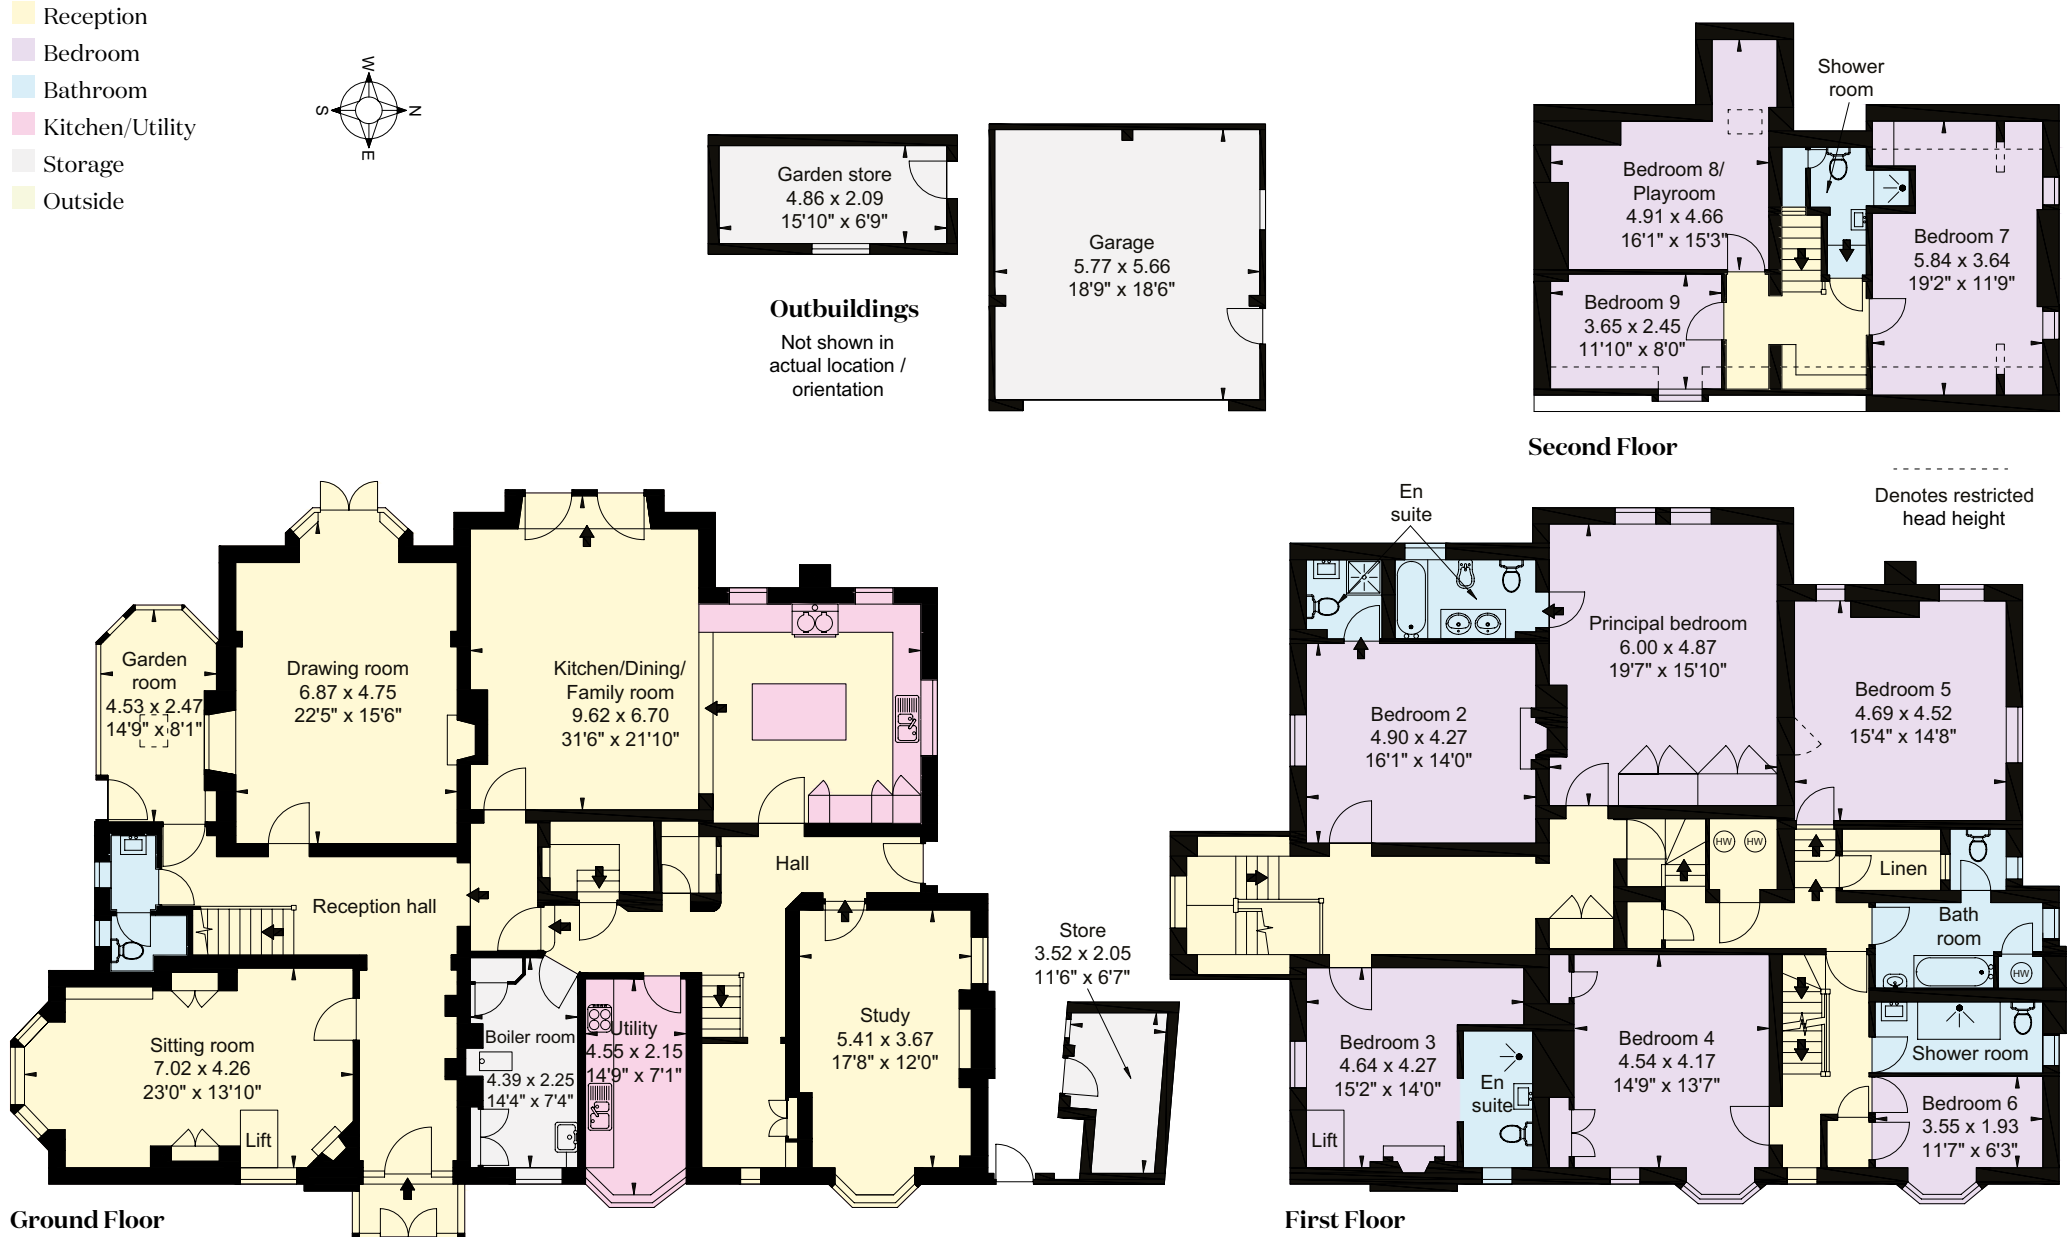 Reception
Bedroom
Bathroom
Kitchen/Utility
Storage
Outside
W
S
N
E
Garden store
4.86 x 2.09
15'10" x 6'9"
Outbuildings
Not shown in
actual location /
orientation
Garage
5.77 x 5.66
18'9" x 18'6"
Shower
room
Bedroom 8/
Playroom
4.91 x 4.66
16'1" x 15'3"
Bedroom 7
5.84 x 3.64
19'2" x 11'9"
Bedroom 9
3.65 x 2.45
11'10" x 8'0"
Second Floor
Denotes restricted
head height
Garden
room
4.53 x 2.47
14'9" x 8'1"
Drawing room
6.87 x 4.75
22'5" x 15'6"
Kitchen/Dining/
Family room
9.62 x 6.70
31'6" x 21'10"
Hall
Reception hall
Sitting room
7.02 x 4.26
23'0" x 13'10"
Lift
Boiler room
4.39 x 2.25
14'4" x 7'4"
Utility
4.55 x 2.15
14'9" x 7'1"
Study
5.41 x 3.67
17'8" x 12'0"
Store
3.52 x 2.05
11'6" x 6'7"
Ground Floor
En
suite
Principal bedroom
6.00 x 4.87
19'7" x 15'10"
Bedroom 5
4.69 x 4.52
15'4" x 14'8"
Bedroom 2
4.90 x 4.27
16'1" x 14'0"
HW
HW
Linen
Bath
room
HW
Bedroom 3
4.64 x 4.27
15'2" x 14'0"
Lift
En
suite
Bedroom 4
4.54 x 4.17
14'9" x 13'7"
Shower room
Bedroom 6
3.55 x 1.93
11'7" x 6'3"
First Floor